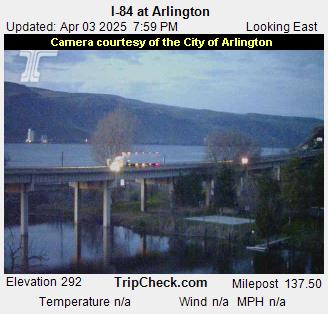 I-84 at Arlington
Updated: Apr 03 2025 7:59 PM Looking East
Camera courtesy of the City of Arlington
Elevation 292 TripCheck.com Milepost 137.50
Temperature n/a Wind n/a MPH n/a